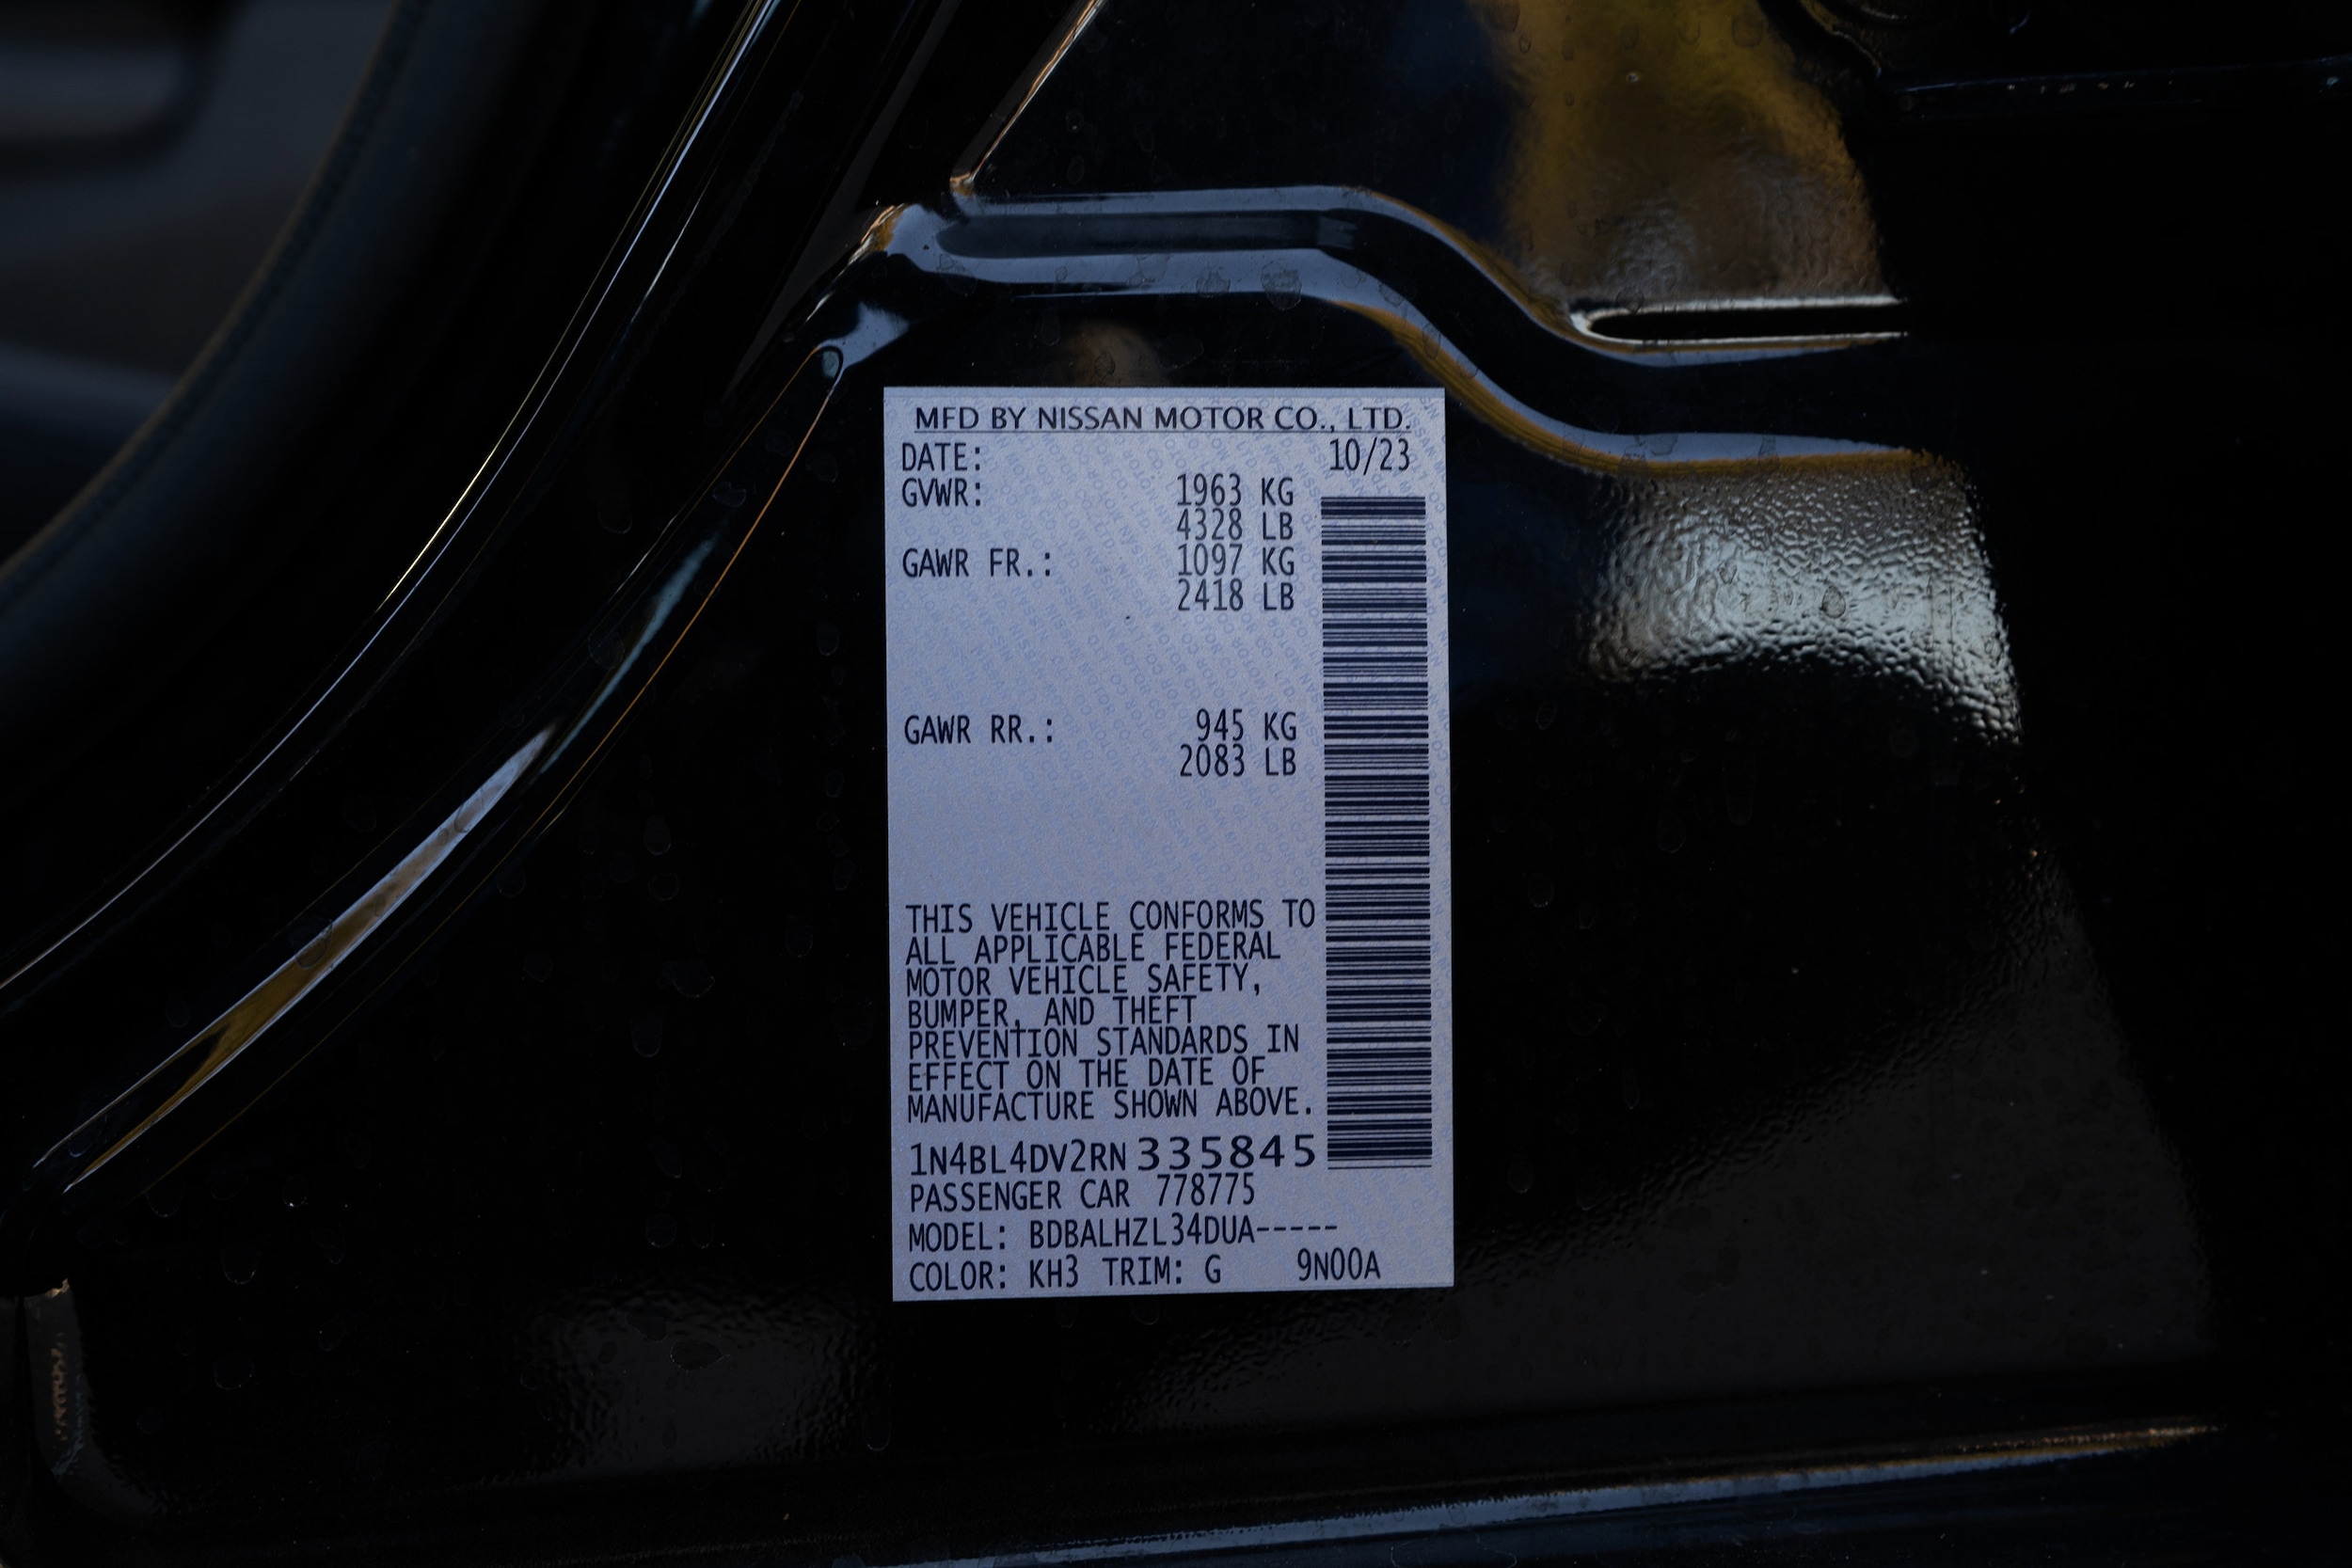 MFD BY NISSAN MOTOR CO., LTD.
DATE: 10/23
GVWR: 1963 KG
4328 LB
GAWR FR.: 1097 KG
2418 LB
GAWR RR.: 945 KG
2083 LB
THIS VEHICLE CONFORMS TO
ALL APPLICABLE FEDERAL
MOTOR VEHICLE SAFETY,
BUMPER, AND THEFT
PREVENTION STANDARDS IN
EFFECT ON THE DATE OF
MANUFACTURE SHOWN ABOVE.
1N4BL4DV2RN335845
PASSENGER CAR 778775
MODEL: BDBALHZL34DUA-----
COLOR: KH3 TRIM: G 9N00A